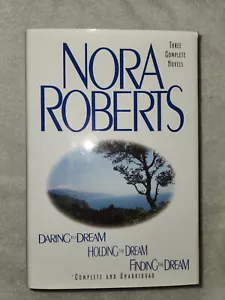 THREE
COMPLETE
NOVELS
NORA
ROBERTS
DARING TO DREAM
HOLDING THE DREAM
FINDING THE DREAM
COMPLETE AND UNABRIDGED